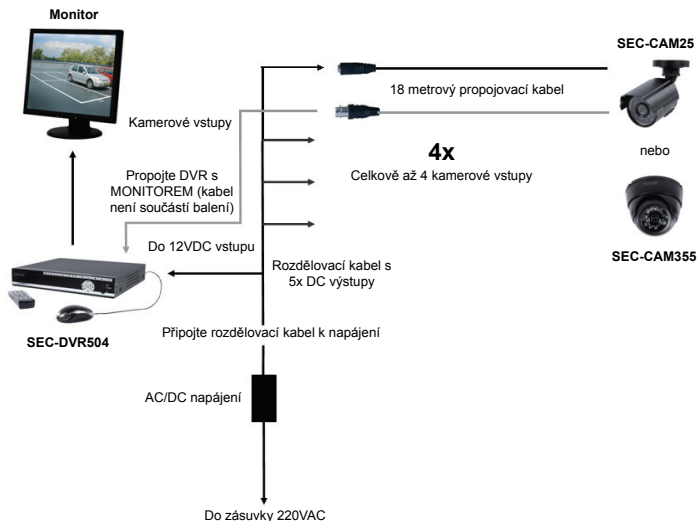 Monitor
SEC-CAM25
18 metrový propojovací kabel
Kamerové vstupy
4x
nebo
Celkově až 4 kamerové vstupy
Propojte DVR s
MONITOREM (kabel
není součástí balení)
Do 12VDC vstupu
SEC-CAM355
Rozdělovací kabel s
5x DC výstupy
SEC-DVR504
Připojte rozdělovací kabel k napájení
AC/DC napájení
Do zásuvky 220VAC